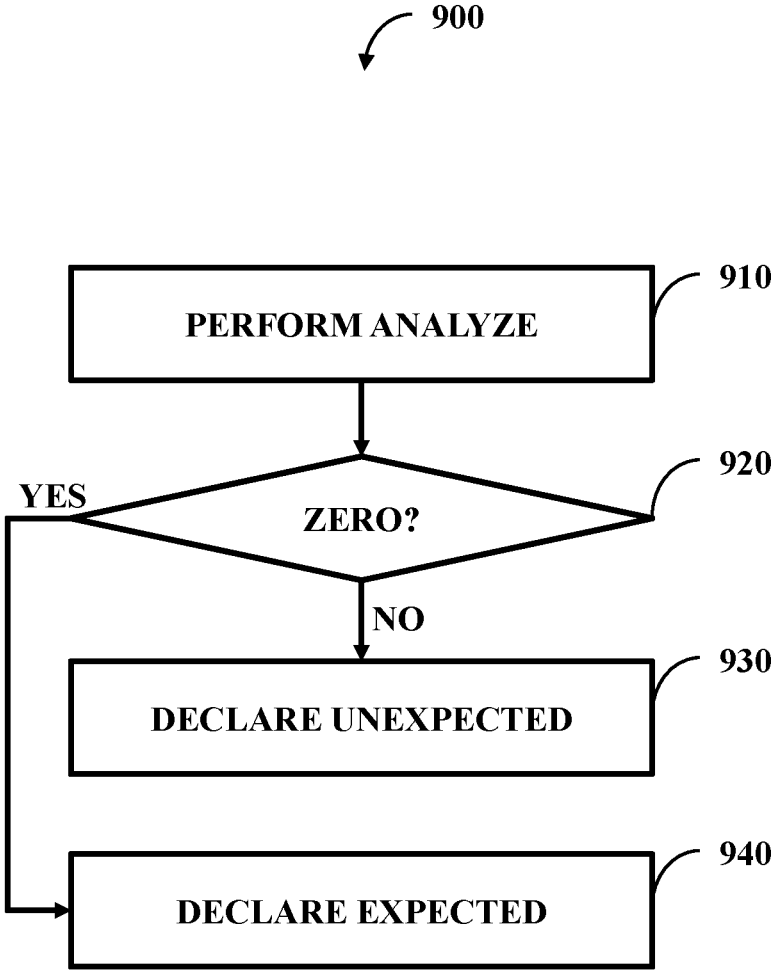 900
910
PERFORM ANALYZE
920
YES
ZERO?
NO
930
DECLARE UNEXPECTED
940
DECLARE EXPECTED